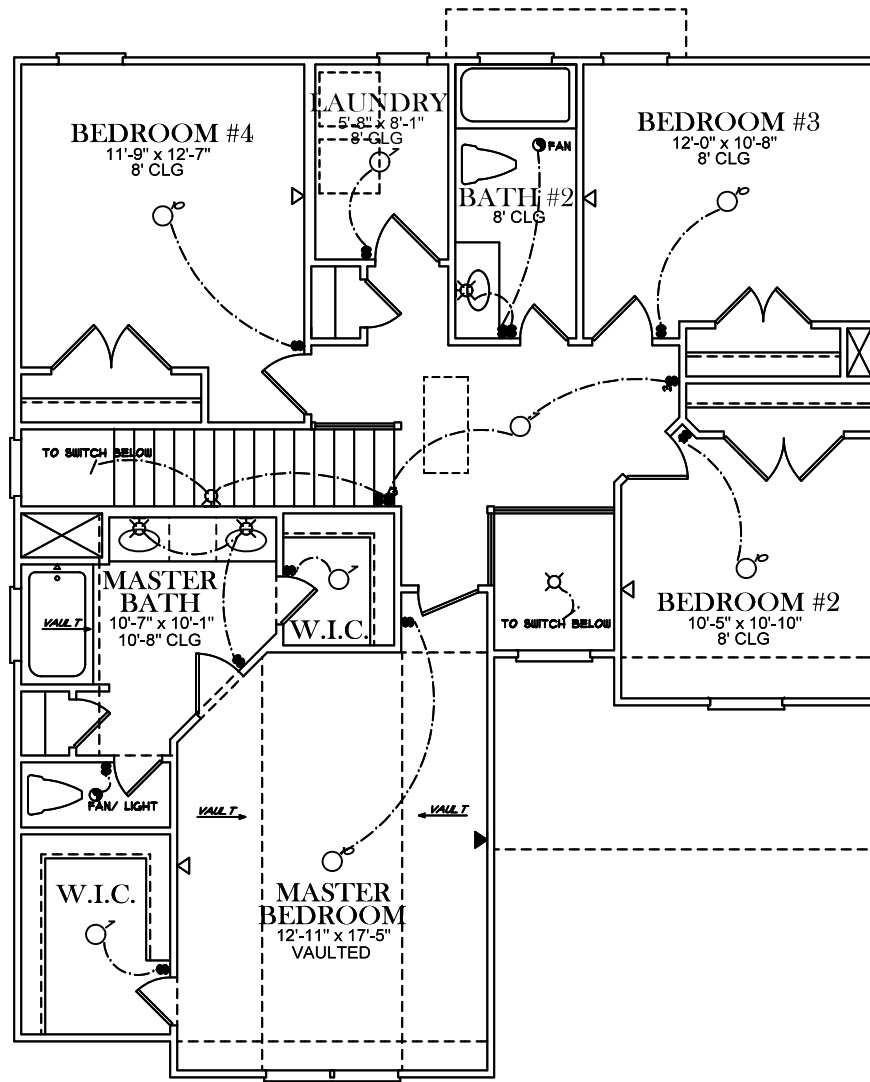 LAUNDRY
5'-8" x 8'-1"
8' CLG
BEDROOM #4
11'-9" x 12'-7"
8' CLG
BEDROOM #3
12'-0" x 10'-8"
8' CLG
FAN
BATH #2
8' CLG
TO SWITCH BELOW
MASTER
BATH
10'-7" x 10'-1"
10'-8" CLG
VAULT
W.I.C.
TO SWITCH BELOW
BEDROOM #2
10'-5" x 10'-10"
8' CLG
FAN/ LIGHT
VAULT
VAULT
W.I.C.
MASTER
BEDROOM
12'-11" x 17'-5"
VAULTED